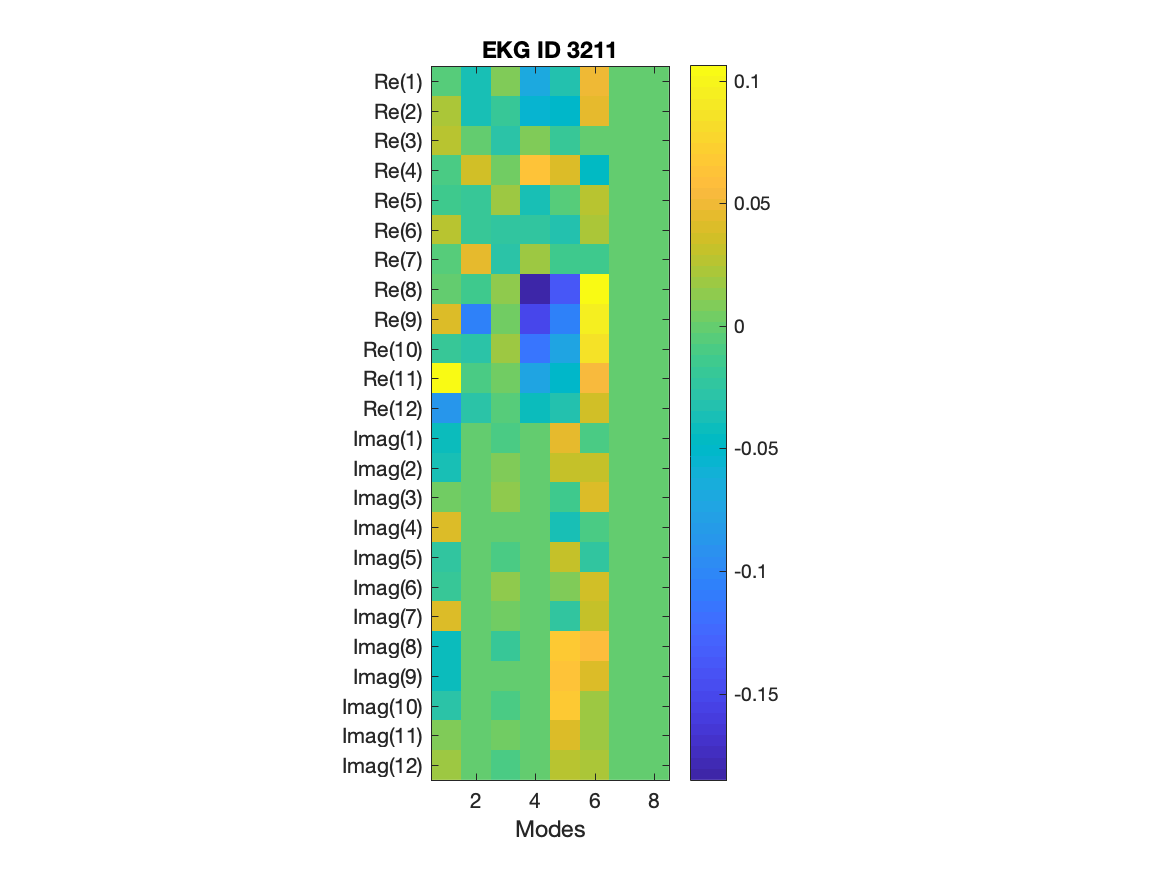 EKG ID 3211
Re(1)
Re(2)
Re(3)
Re(4)
Re(5)
Re(6)
Re(7)
Re(8)
Re(9)
Re(10)
Re(11)
Re(12)
Imag(1)
Imag(2)
Imag(3)
Imag(4)
Imag(5)
Imag(6)
Imag(7)
Imag(8)
Imag(9)
Imag(10)
Imag(11)
Imag(12)
2 4 6 8
Modes
0.1
0.05
0
-0.05
-0.1
-0.15